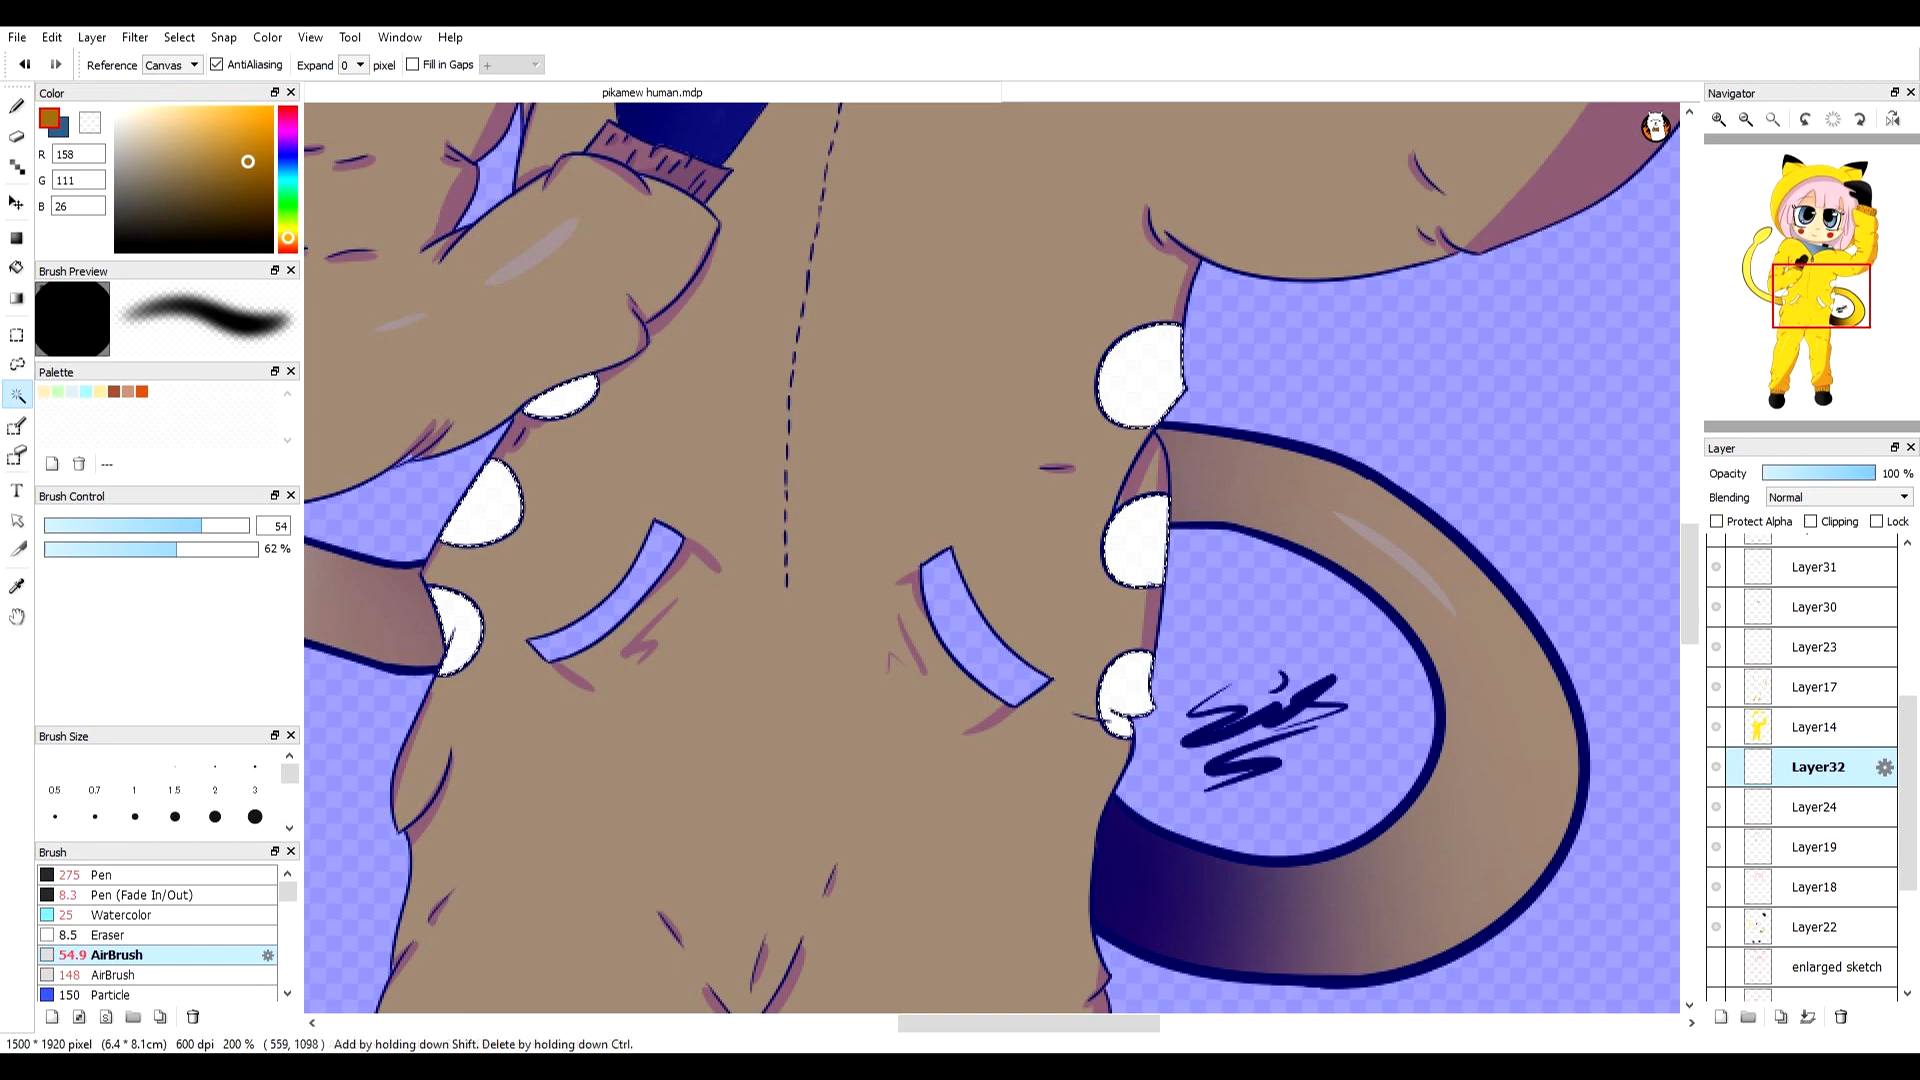 File Edit Layer Filter Select Snap Color View Tool Window Help
Reference Canvas AntiAliasing Expand 0 pixel Fill in Gaps +
Color
pikamew human.mdp
Navigator
R 158
G 111
B 26
Brush Preview
Palette
---
Brush Control
54
62 %
Brush Size
0.5 0.7 1 1.5 2 3
Brush
275 Pen
8.3 Pen (Fade In/Out)
25 Watercolor
8.5 Eraser
54.9 AirBrush
148 AirBrush
150 Particle
Layer
Opacity 100 %
Blending Normal
Protect Alpha Clipping Lock
Layer31
Layer30
Layer23
Layer17
Layer14
Layer32
Layer24
Layer19
Layer18
Layer22
enlarged sketch
1500 * 1920 pixel (6.4 * 8.1cm) 600 dpi 200 % ( 559, 1098 ) Add by holding down Shift. Delete by holding down Ctrl.